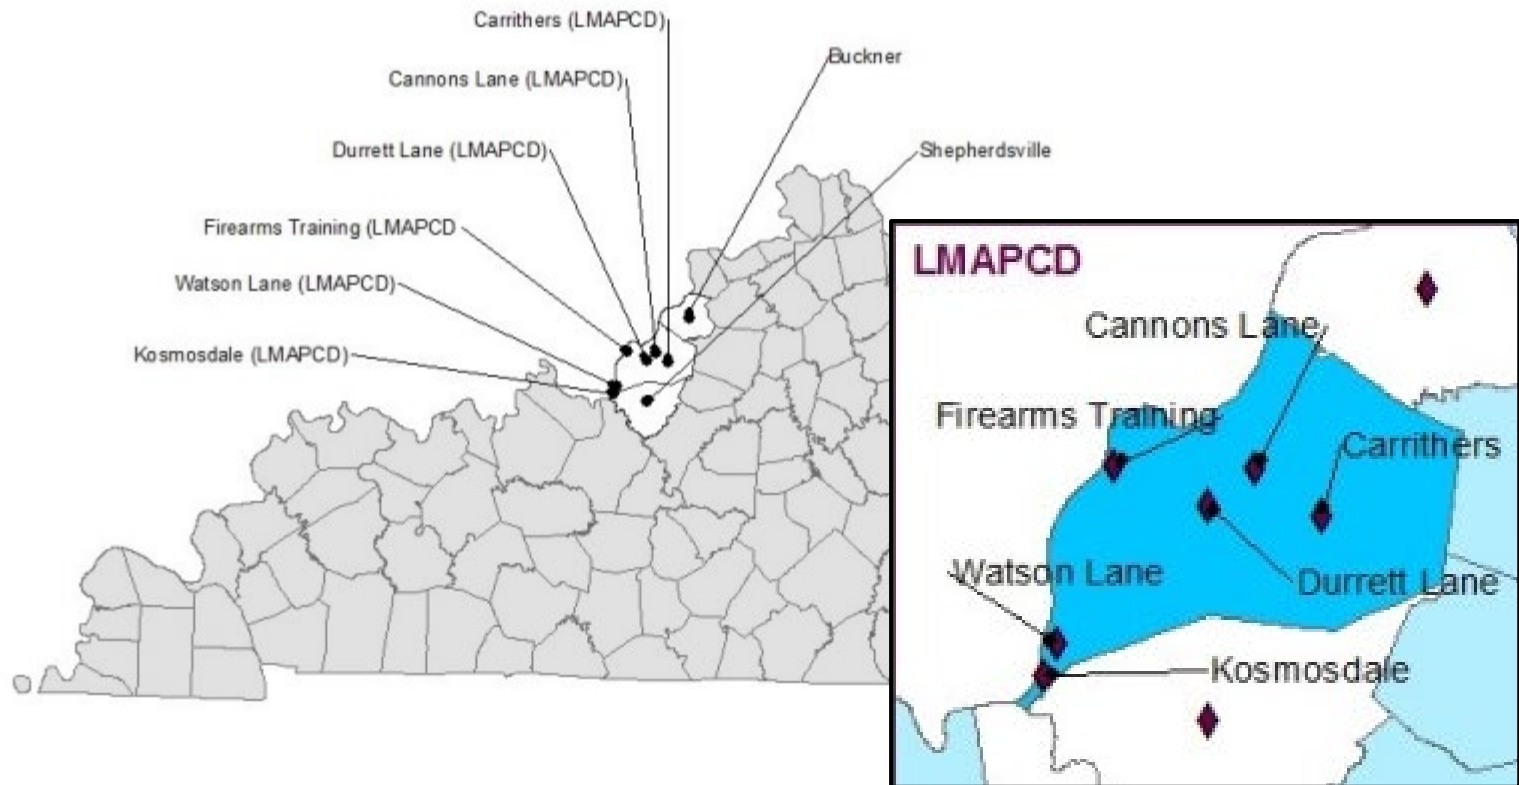 Carrithers (LMAPCD)
Buckner
Cannons Lane (LMAPCD)
Durrett Lane (LMAPCD)
Shepherdsville
Firearms Training (LMAPCD
Watson Lane (LMAPCD)
Kosmosdale (LMAPCD)
LMAPCD
Cannons Lane
Firearms Training
Carrithers
Watson Lane
Durrett Lane
Kosmosdale